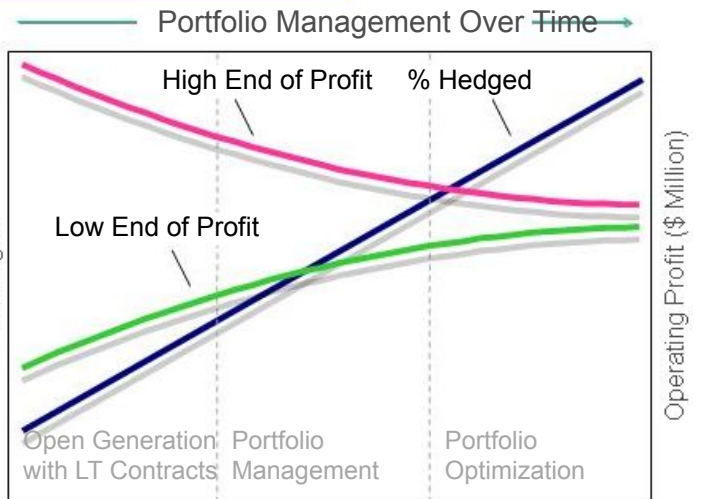 Portfolio Management Over Time
High End of Profit
% Hedged
Low End of Profit
Operating Profit ($ Million)
Open Generation
with LT Contracts
Portfolio
Management
Portfolio
Optimization